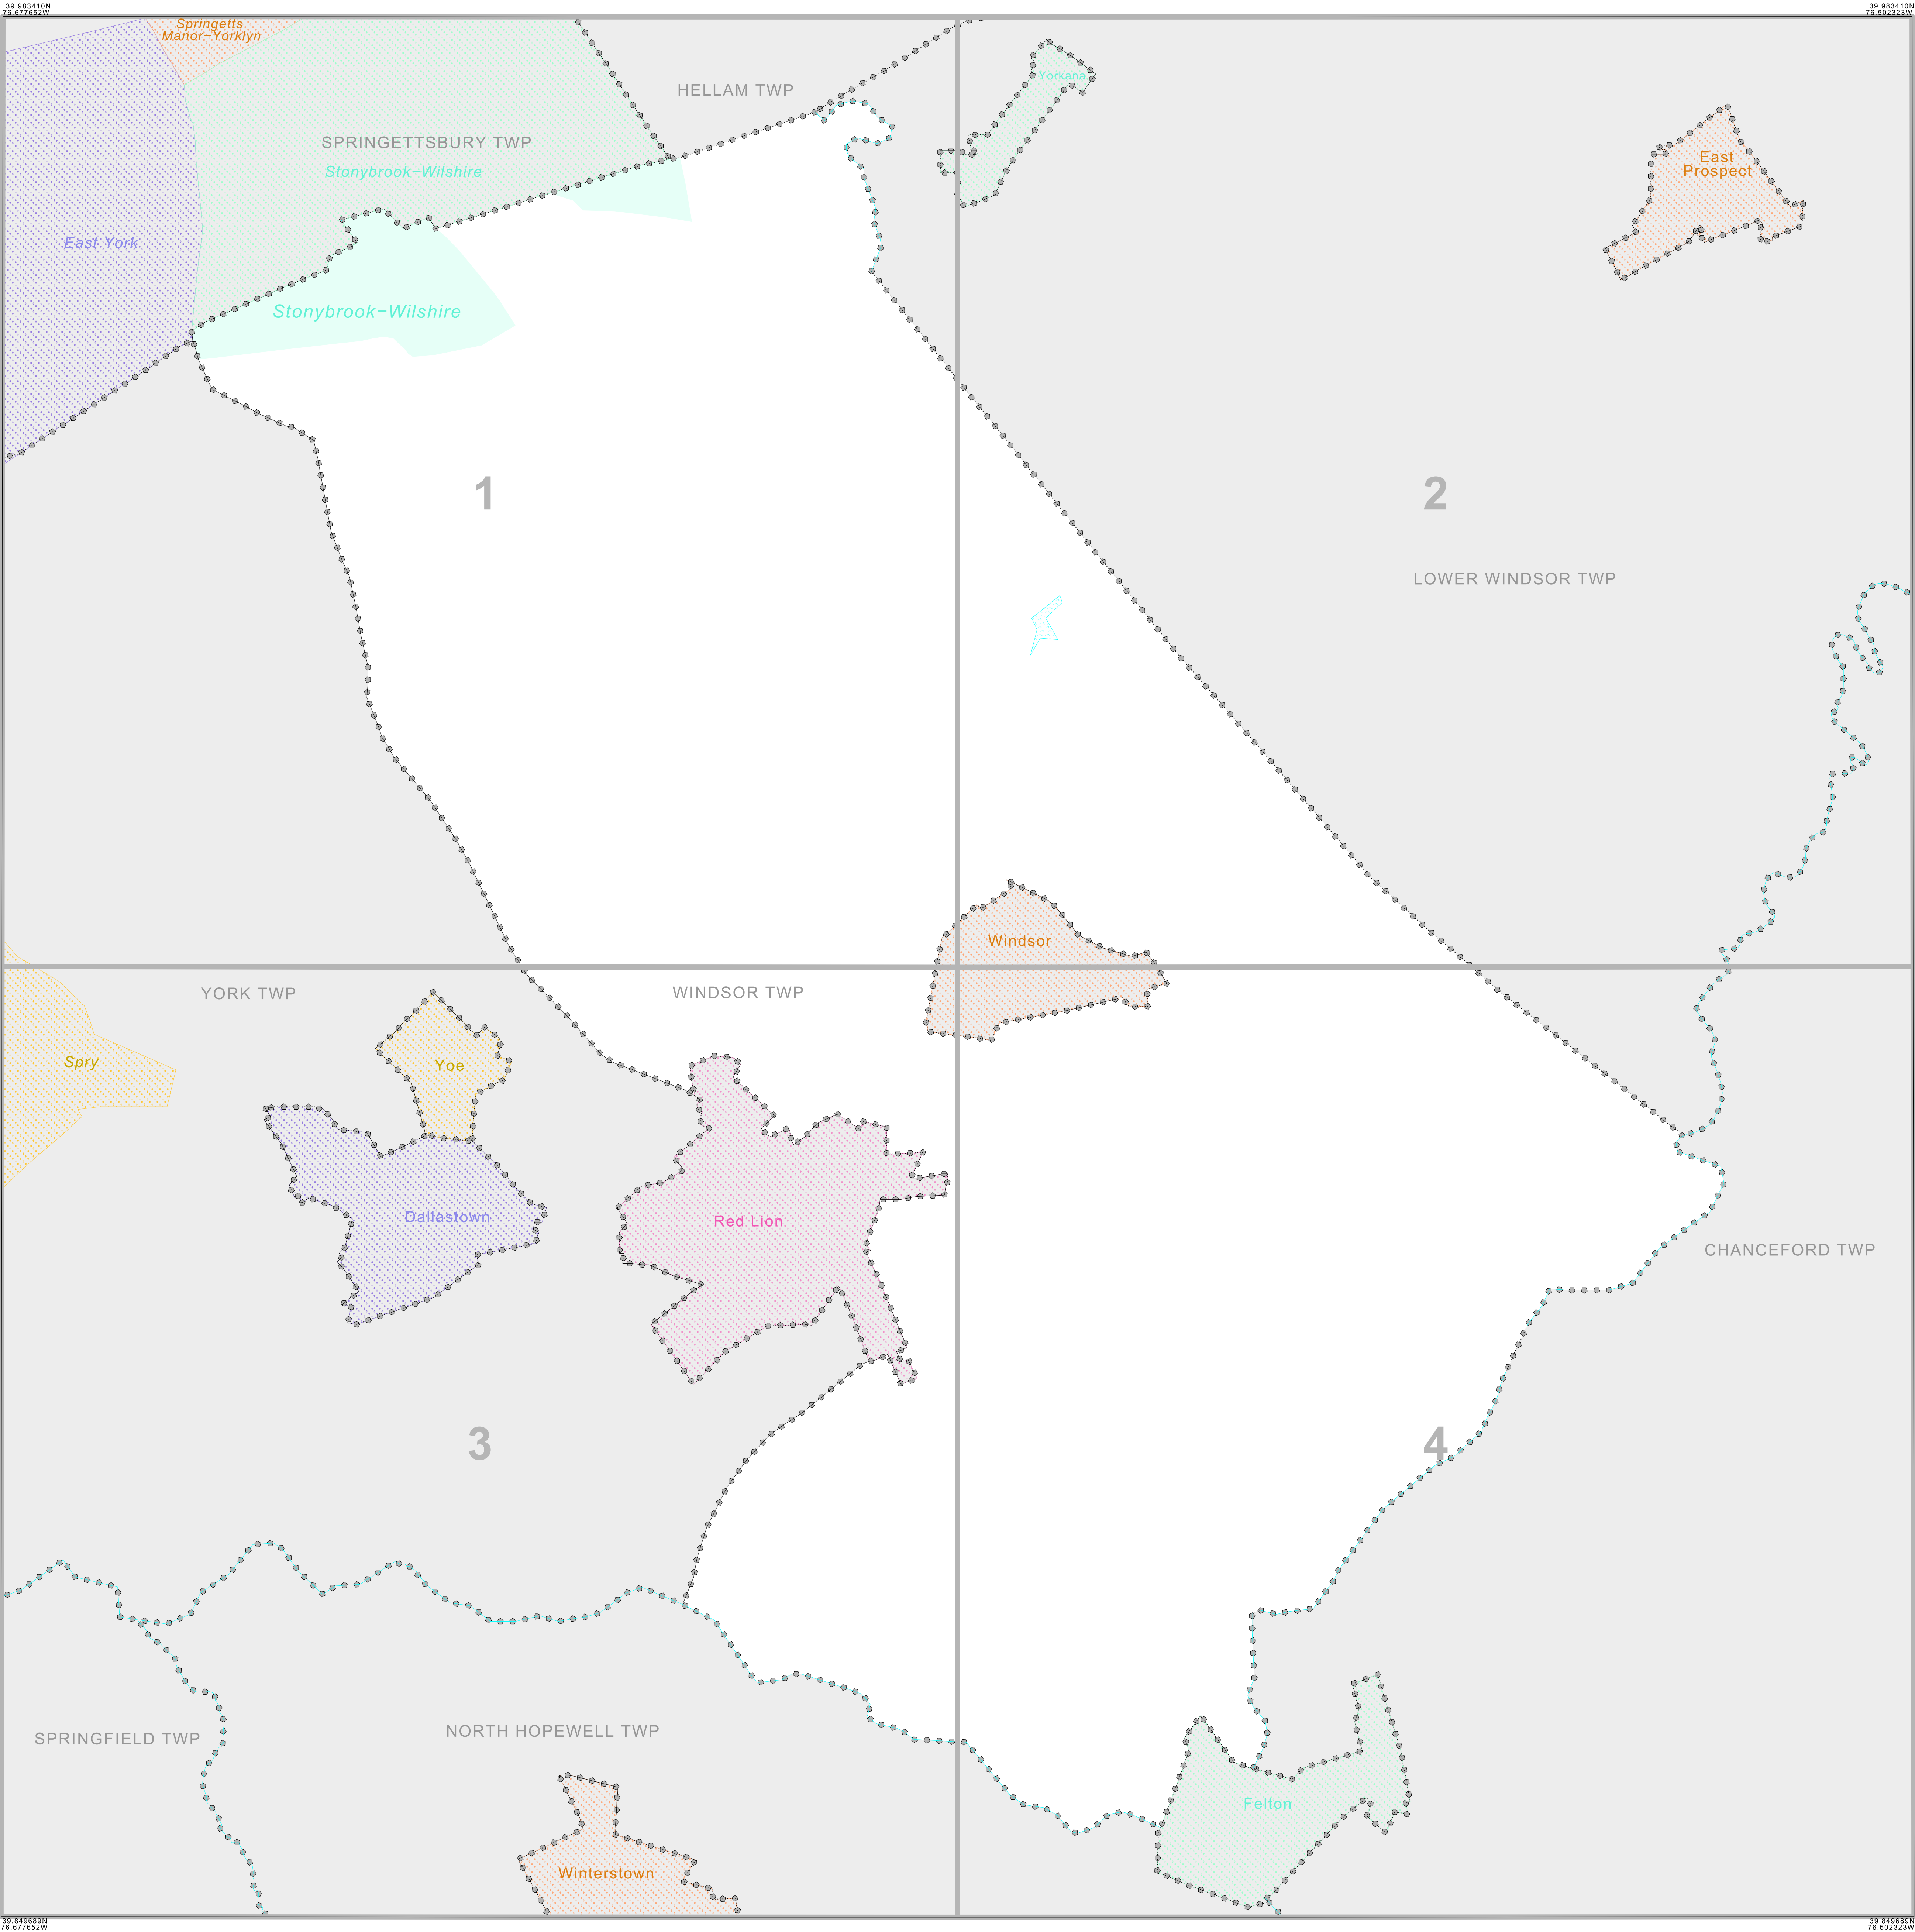 39.983410N
76.677652W
39.983410N
76.502323W
Springetts
Manor-Yorklyn
Yorkana
HELLAM TWP
SPRINGETTSBURY TWP
Stonybrook-Wilshire
East
Prospect
East York
Stonybrook-Wilshire
1
2
LOWER WINDSOR TWP
Windsor
YORK TWP
WINDSOR TWP
Spry
Yoe
Dallastown
Red Lion
CHANCEFORD TWP
3
4
SPRINGFIELD TWP
NORTH HOPEWELL TWP
Felton
Winterstown
39.849689N
76.677652W
39.849689N
76.502323W